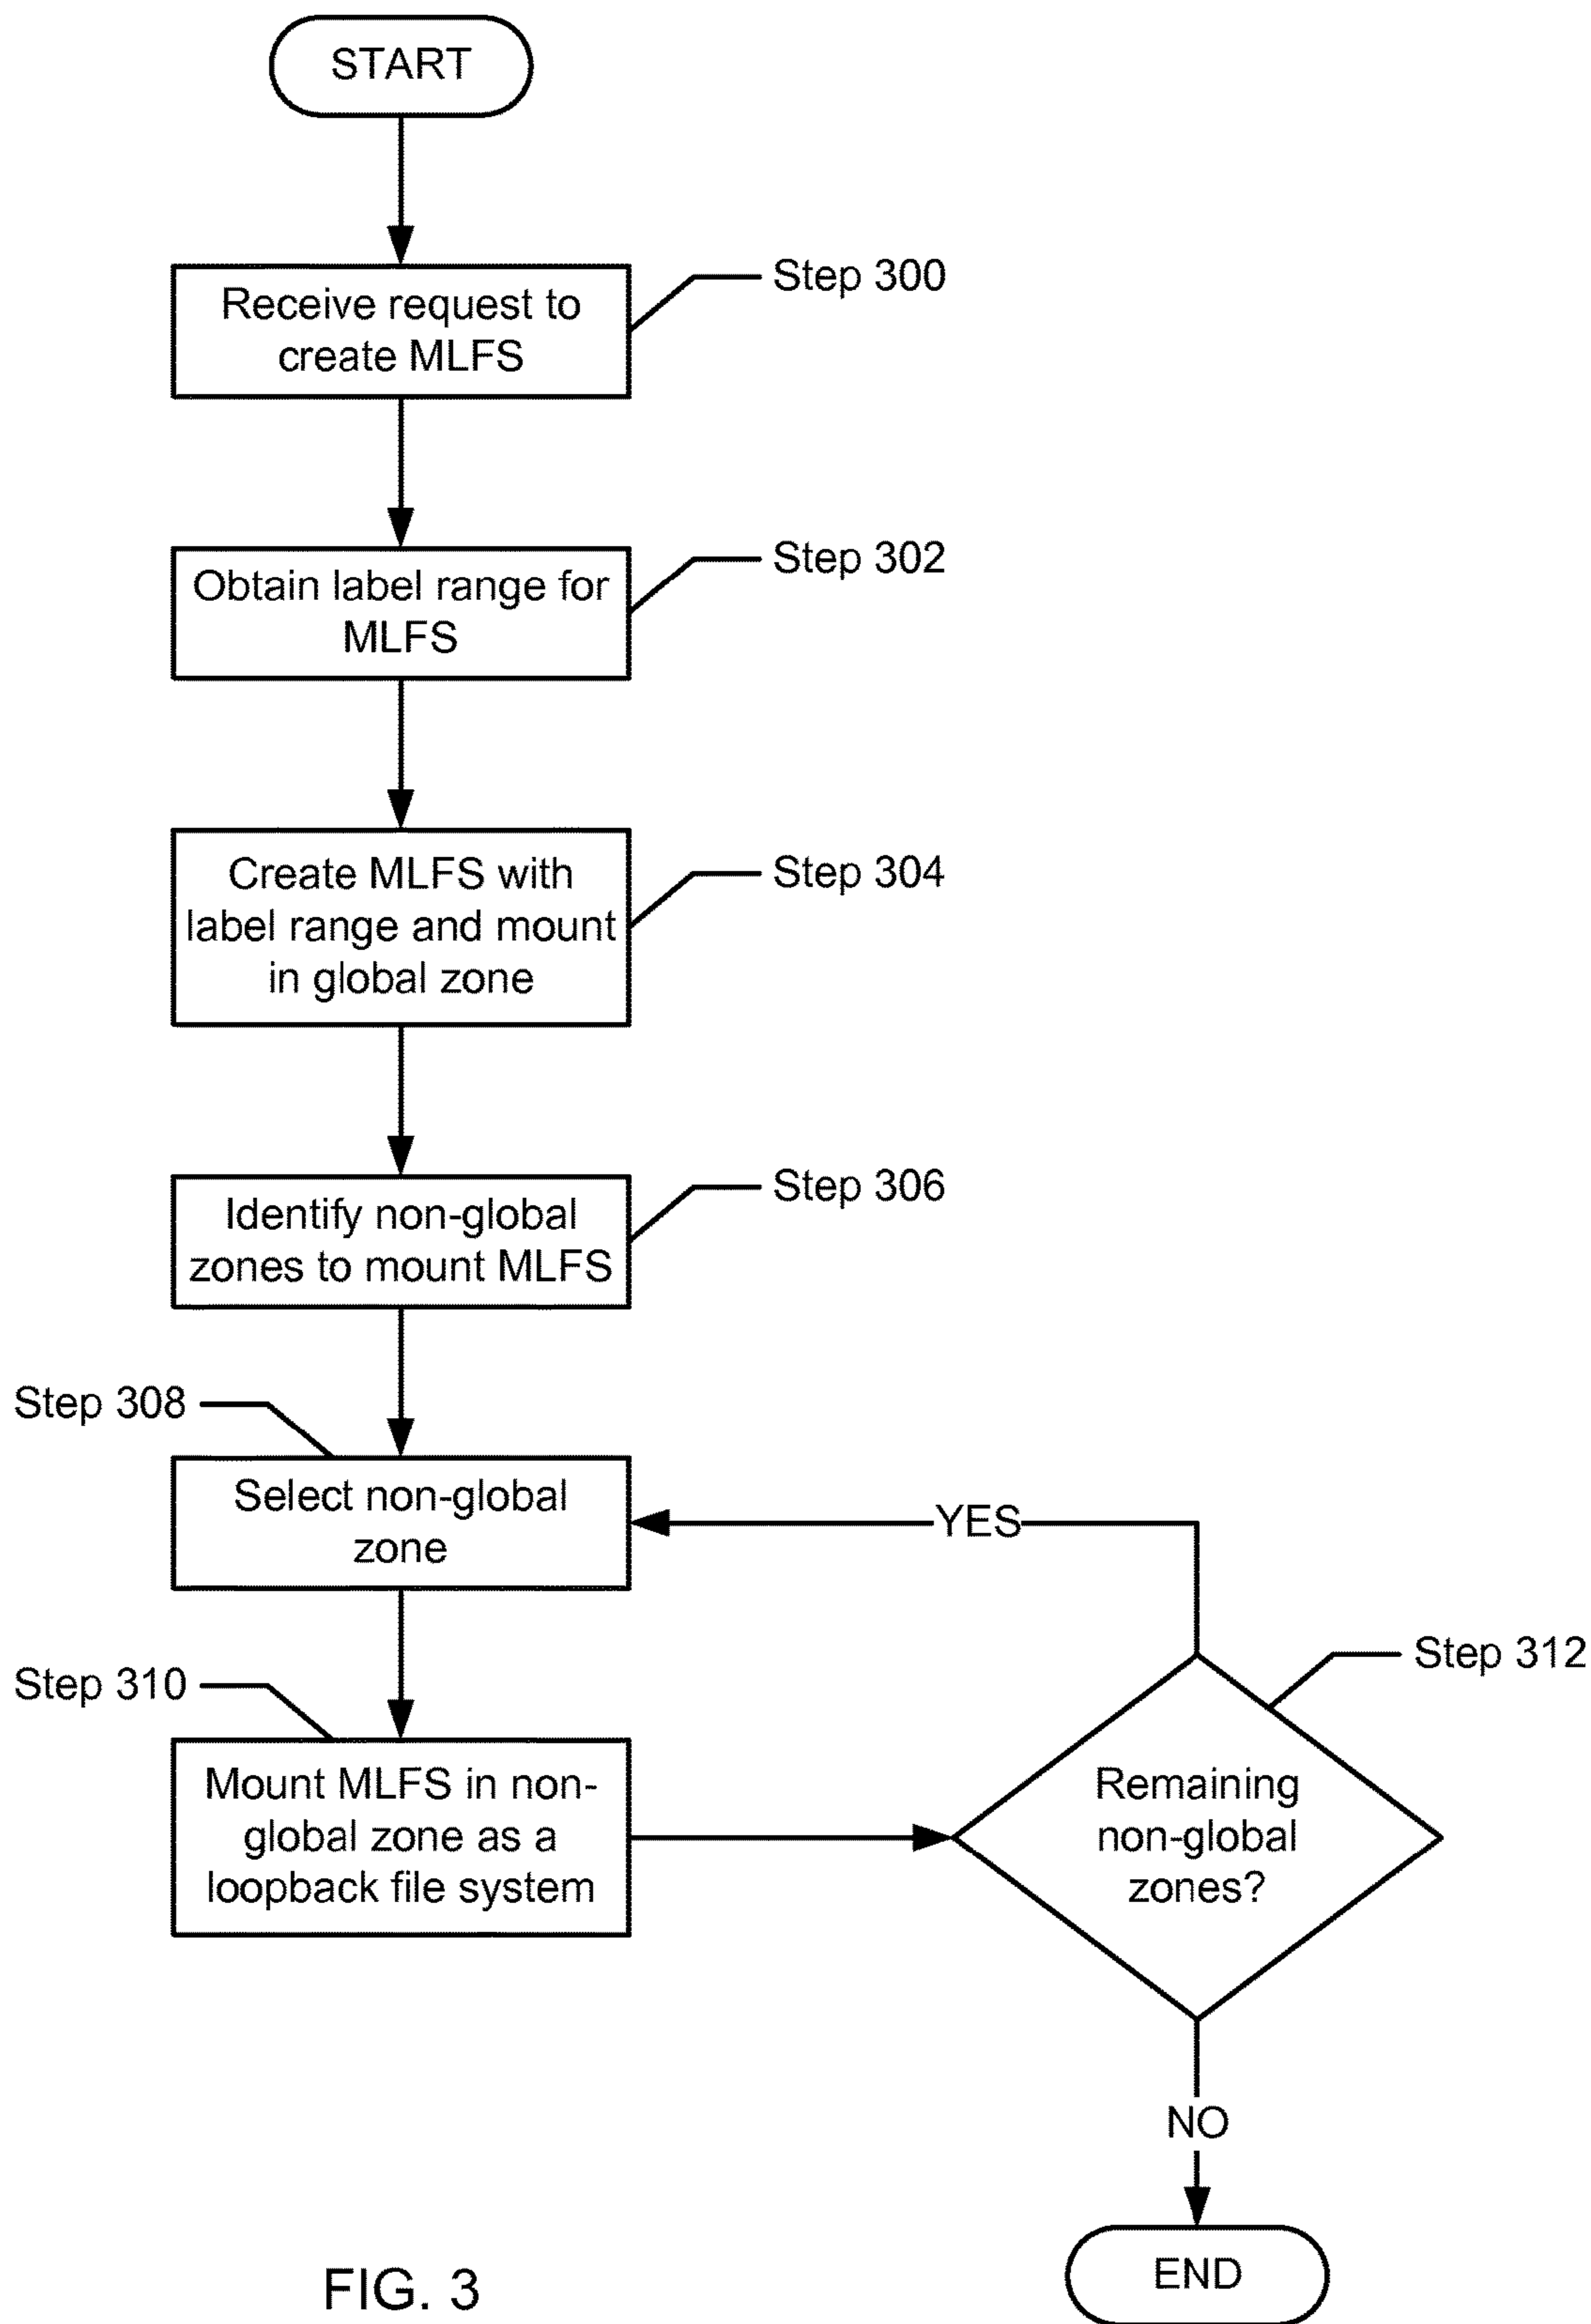 START
Receive request to
create MLFS
Step 300
Obtain label range for
MLFS
Step 302
Create MLFS with
label range and mount
in global zone
Step 304
Identify non-global
zones to mount MLFS
Step 306
Step 308
Select non-global
zone
YES
Step 310
Mount MLFS in non-
global zone as a
loopback file system
Step 312
Remaining
non-global
zones?
NO
END
FIG. 3